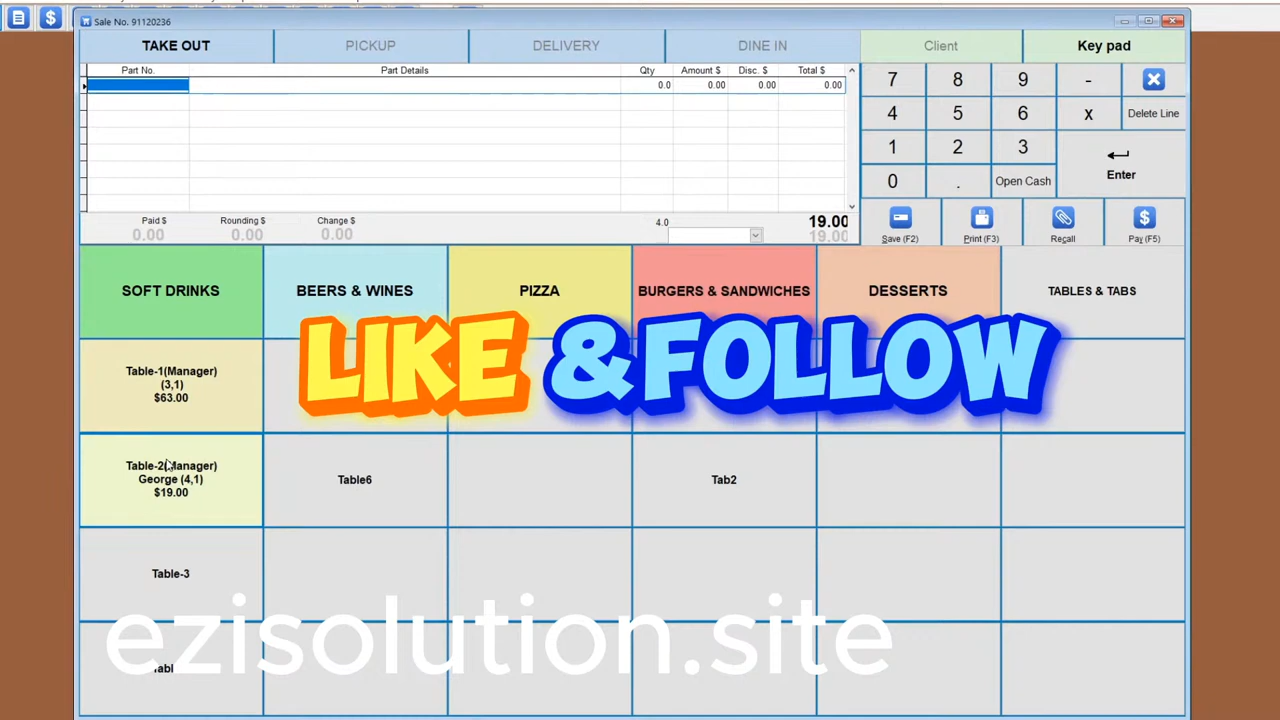 Sale No. 91120236
TAKE OUT
PICKUP
DELIVERY
DINE IN
Client
Key pad
Part No.
Part Details
Qty
Amount $
Disc. $
Total $
0.0
0.00
0.00
0.00
7
8
9
-
4
5
6
x
Delete Line
1
2
3
Enter
0
.
Open Cash
Paid $
Rounding $
Change $
4.0
19.00
0.00
0.00
0.00
19.00
Save (F2)
Print (F3)
Recall
Pay (F5)
SOFT DRINKS
BEERS & WINES
PIZZA
BURGERS & SANDWICHES
DESSERTS
TABLES & TABS
LIKE &FOLLOW
Table-1(Manager)
(3,1)
$63.00
Table-2(Manager)
George (4,1)
$19.00
Table6
Tab2
Table-3
ezisolution.site